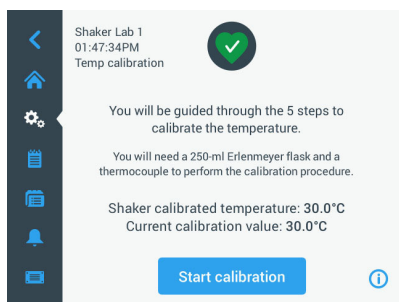 Shaker Lab 1
01:47:34PM
Temp calibration
You will be guided through the 5 steps to
calibrate the temperature.
You will need a 250-ml Erlenmeyer flask and a
thermocouple to perform the calibration procedure.
Shaker calibrated temperature: 30.0°C
Current calibration value: 30.0°C
Start calibration